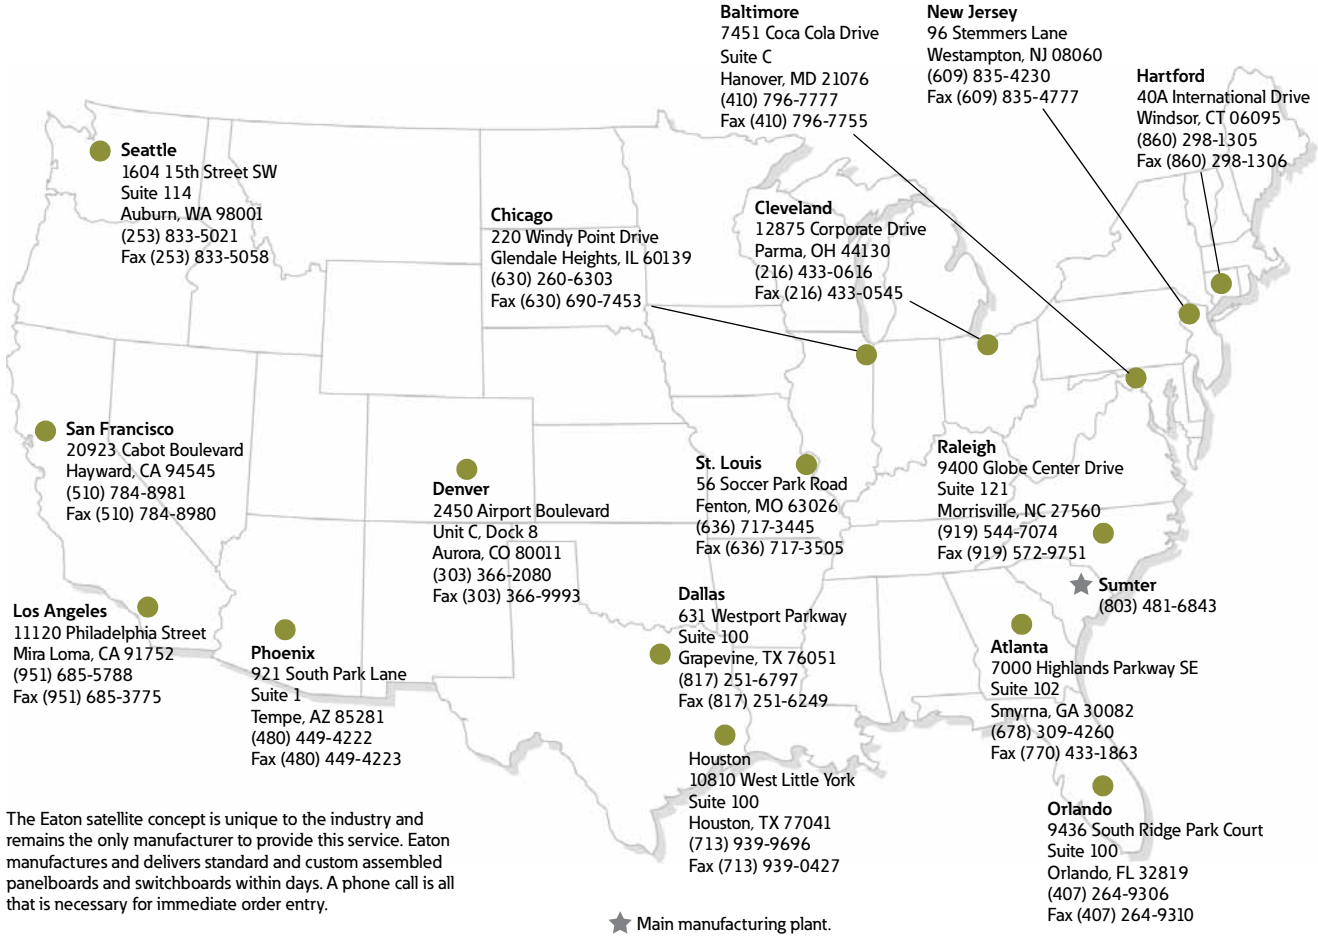 Baltimore
7451 Coca Cola Drive
Suite C
Hanover, MD 21076
(410) 796-7777
Fax (410) 796-7755
New Jersey
96 Stemmers Lane
Westampton, NJ 08060
(609) 835-4230
Fax (609) 835-4777
Hartford
40A International Drive
Windsor, CT 06095
(860) 298-1305
Fax (860) 298-1306
Seattle
1604 15th Street SW
Suite 114
Auburn, WA 98001
(253) 833-5021
Fax (253) 833-5058
Chicago
220 Windy Point Drive
Glendale Heights, IL 60139
(630) 260-6303
Fax (630) 690-7453
Cleveland
12875 Corporate Drive
Parma, OH 44130
(216) 433-0616
Fax (216) 433-0545
San Francisco
20923 Cabot Boulevard
Hayward, CA 94545
(510) 784-8981
Fax (510) 784-8980
Denver
2450 Airport Boulevard
Unit C, Dock 8
Aurora, CO 80011
(303) 366-2080
Fax (303) 366-9993
St. Louis
56 Soccer Park Road
Fenton, MO 63026
(636) 717-3445
Fax (636) 717-3505
Raleigh
9400 Globe Center Drive
Suite 121
Morrisville, NC 27560
(919) 544-7074
Fax (919) 572-9751
Sumter
(803) 481-6843
Los Angeles
11120 Philadelphia Street
Mira Loma, CA 91752
(951) 685-5788
Fax (951) 685-3775
Phoenix
921 South Park Lane
Suite 1
Tempe, AZ 85281
(480) 449-4222
Fax (480) 449-4223
Dallas
631 Westport Parkway
Suite 100
Grapevine, TX 76051
(817) 251-6797
Fax (817) 251-6249
Atlanta
7000 Highlands Parkway SE
Suite 102
Smyrna, GA 30082
(678) 309-4260
Fax (770) 433-1863
Houston
10810 West Little York
Suite 100
Houston, TX 77041
(713) 939-9696
Fax (713) 939-0427
Orlando
9436 South Ridge Park Court
Suite 100
Orlando, FL 32819
(407) 264-9306
Fax (407) 264-9310
The Eaton satellite concept is unique to the industry and
remains the only manufacturer to provide this service. Eaton
manufactures and delivers standard and custom assembled
panelboards and switchboards within days. A phone call is all
that is necessary for immediate order entry.
Main manufacturing plant.